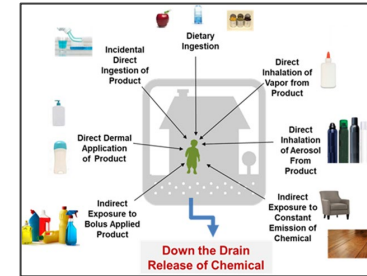 Dietary
Ingestion
Incidental
Direct
Ingestion of
Product
Direct
Inhalation of
Vapor from
Product
Direct Dermal
Application
of Product
Direct
Inhalation
of Aerosol
From
Product
Indirect
Exposure to
Bolus Applied
Product
Indirect
Exposure to
Constant
Emission of
Chemical
Down the Drain
Release of Chemical